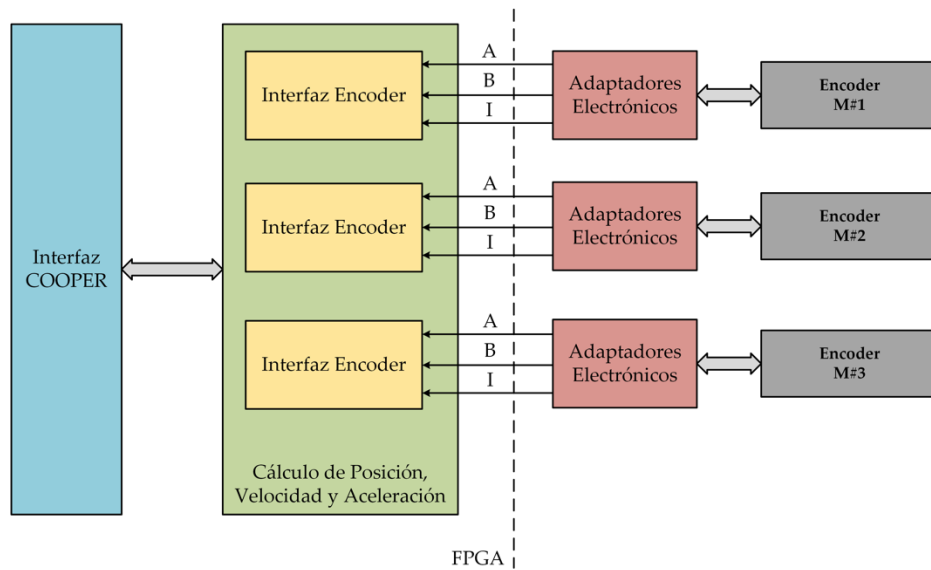 Interfaz
COOPER
Interfaz Encoder
A
B
I
Adaptadores
Electrónicos
Encoder
M#1
Interfaz Encoder
A
B
I
Adaptadores
Electrónicos
Encoder
M#2
Interfaz Encoder
A
B
I
Adaptadores
Electrónicos
Encoder
M#3
Cálculo de Posición,
Velocidad y Aceleración
FPGA